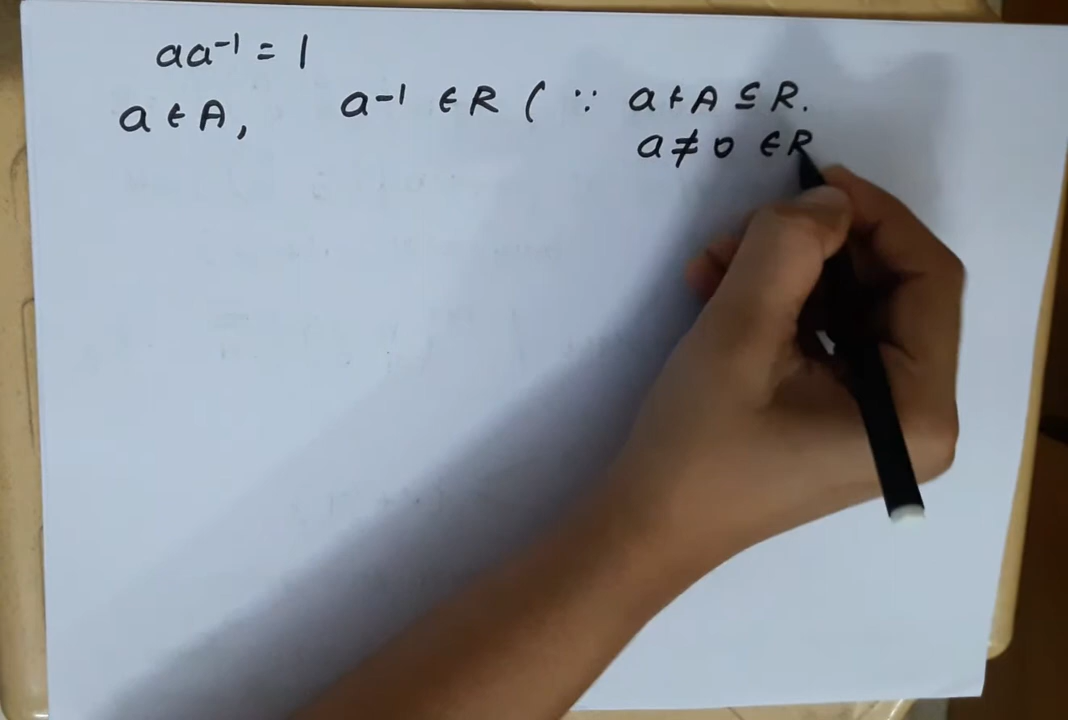 aa⁻¹ = 1
a ∈ A, a⁻¹ ∈ R ( ∵ a ∈ A ⊆ R.
a ≠ 0 ∈ R